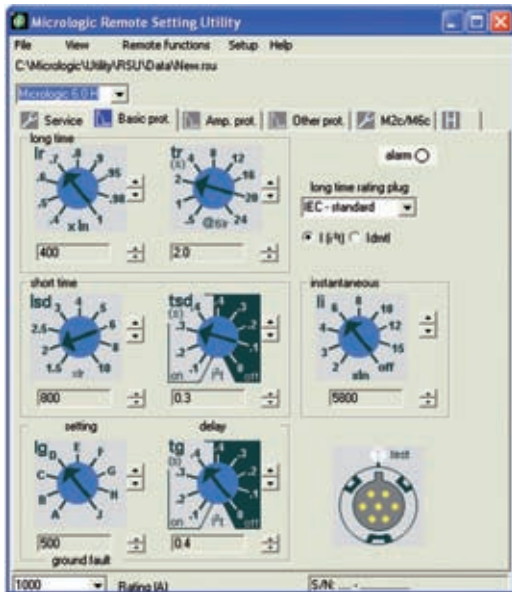 Micrologic Remote Setting Utility
File View Remote functions Setup Help
C:\Micrologic\Utility\RSU\Data\New.rsu
Micrologic 6.0 H
Service Basic prot. Amp. prot. Other prot. M2c/M6c H
long time
Ir .4 .5 .6 .7 .8 .9 .95 .98 1
x In
400
tr (s) .5 1 2 4 8 12 16 20 24
@6Ir
2.0
alarm
long time rating plug
IEC - standard
I (i²t) Idmtl
short time
Isd 1.5 2 2.5 3 4 5 6 8 10
xIr
800
tsd (s) .1 .2 .3 .4 .4 .3 .2 .1 0
on i²t off
0.3
instantaneous
Ii 2 3 4 6 8 10 12 15 off
xIn
5800
setting
Ig A B C D E F G H J
500
delay
tg (s) .1 .2 .3 .4 .4 .3 .2 .1 0
on i²t off
0.4
ground fault
test
1000 Rating (A) S/N: __ - ______